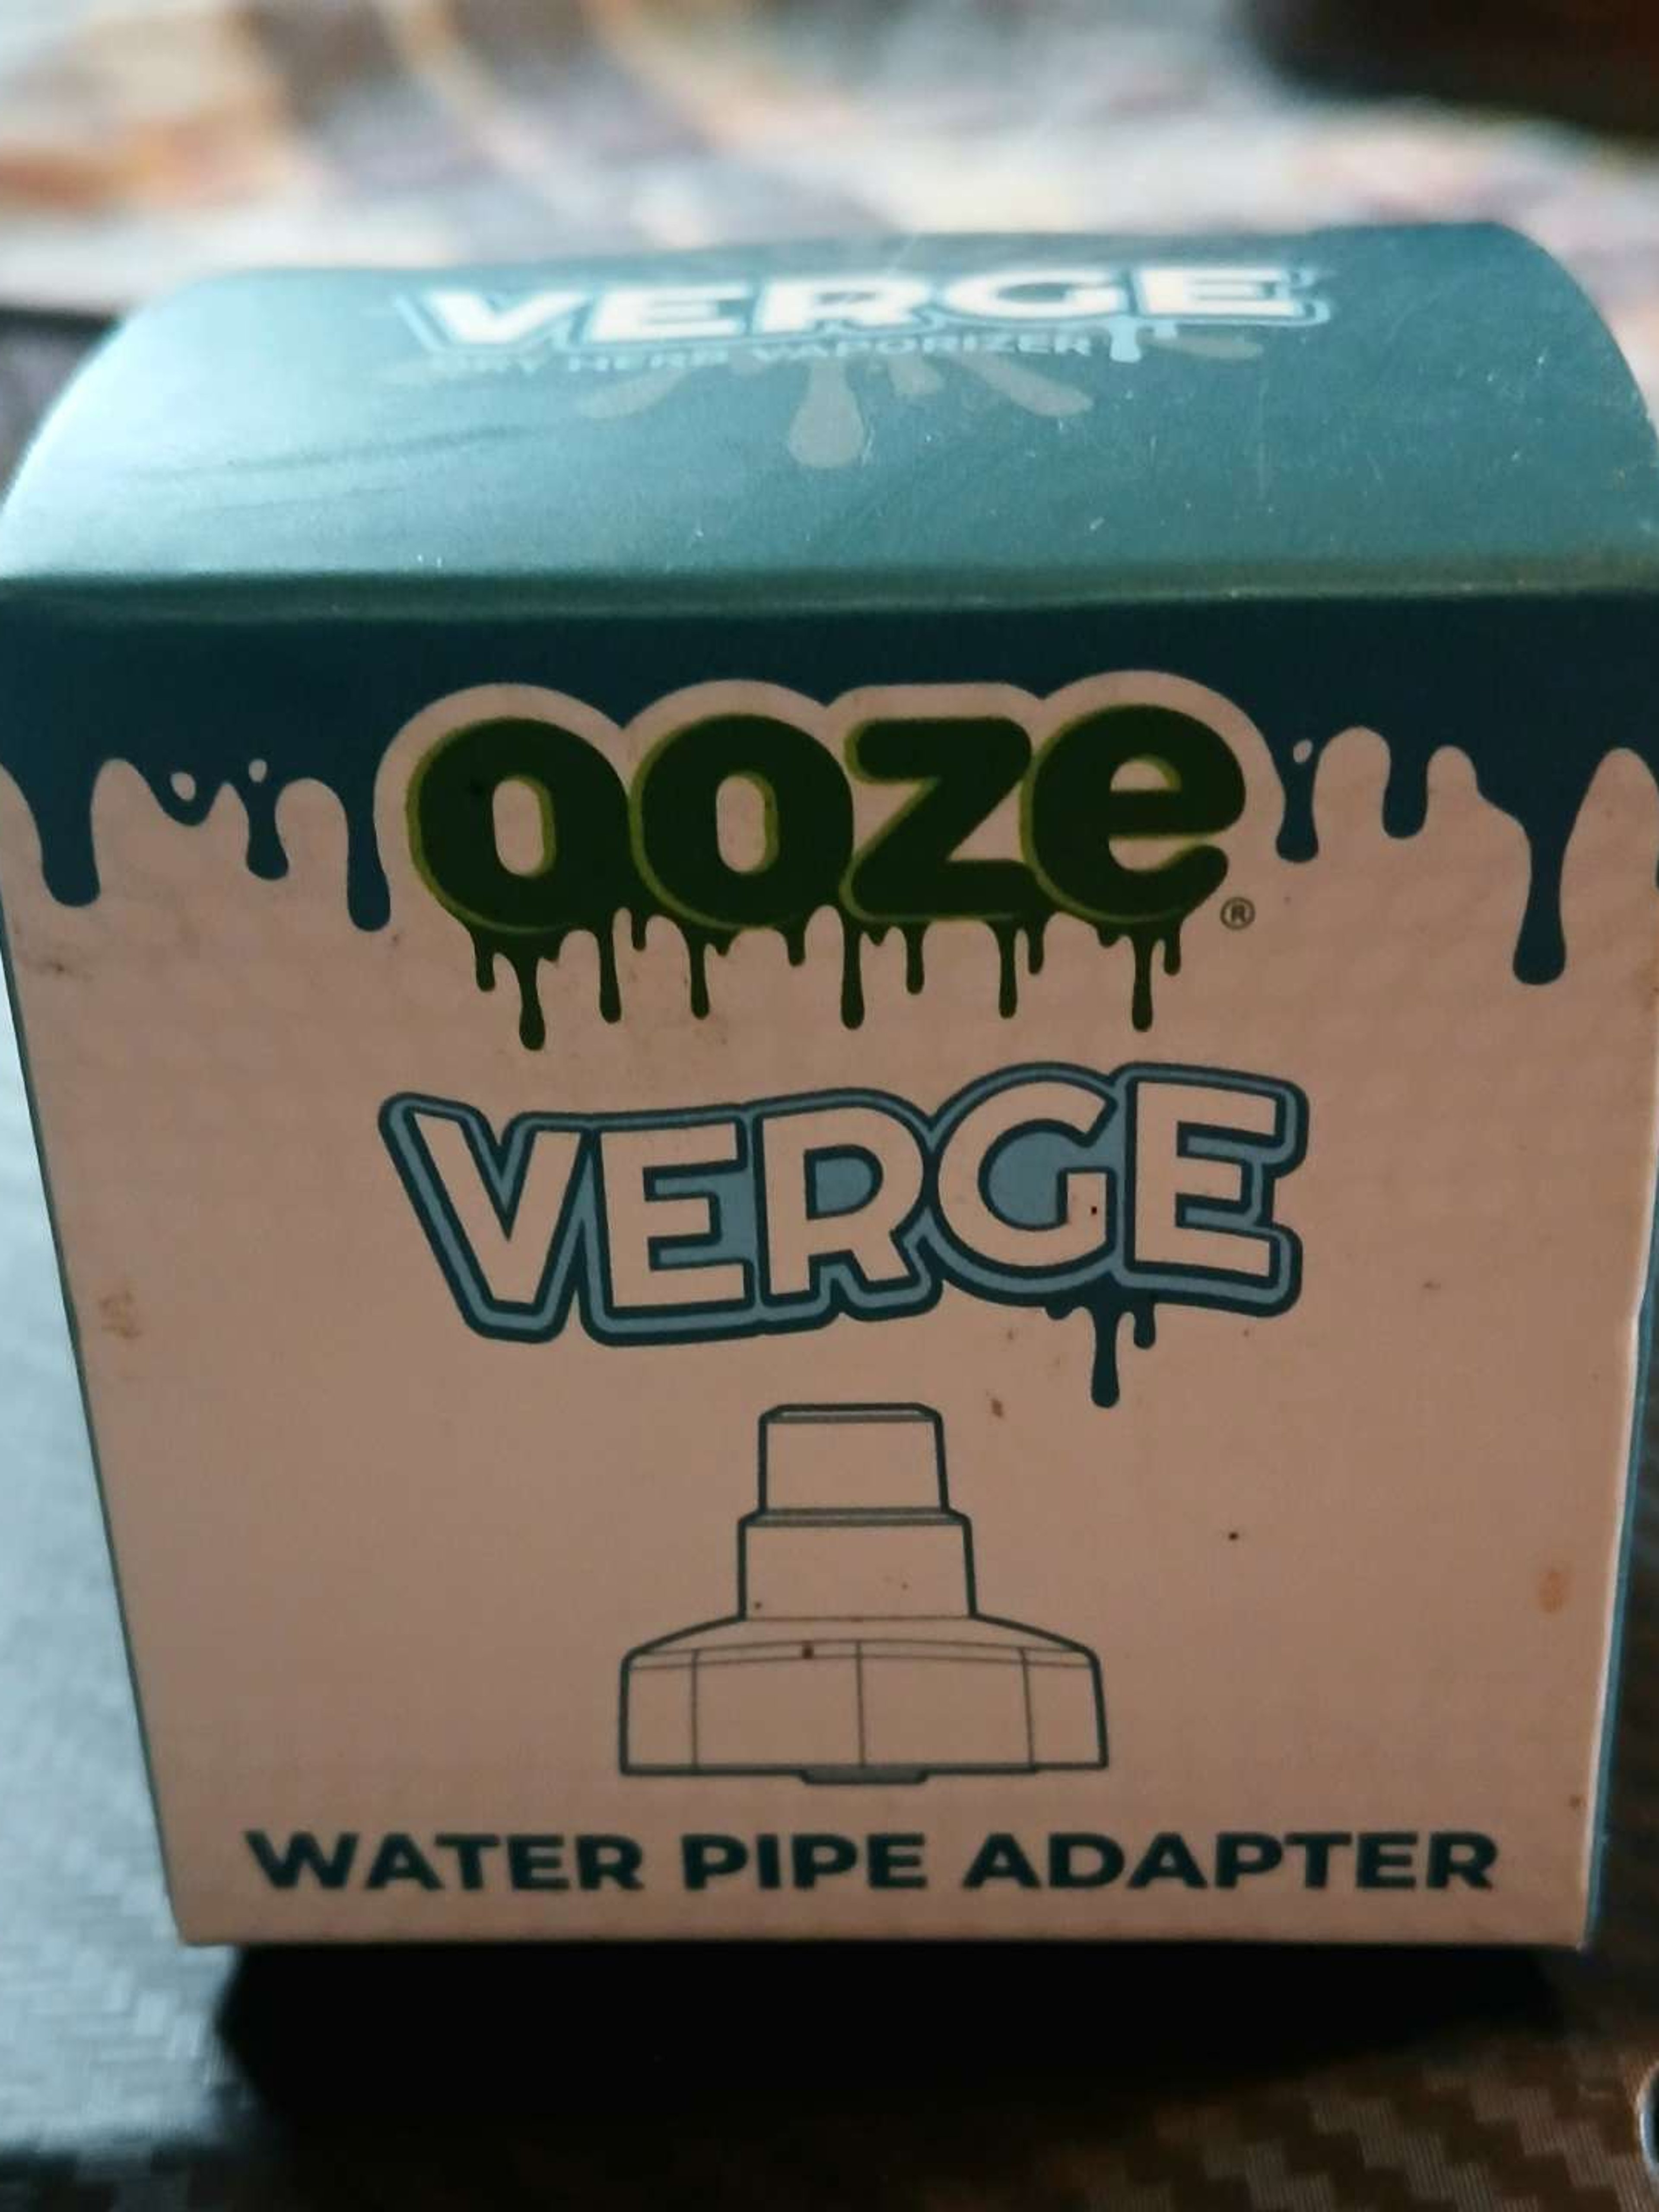 VERGE
DRY HERB VAPORIZER
ooze®
VERGE
WATER PIPE ADAPTER